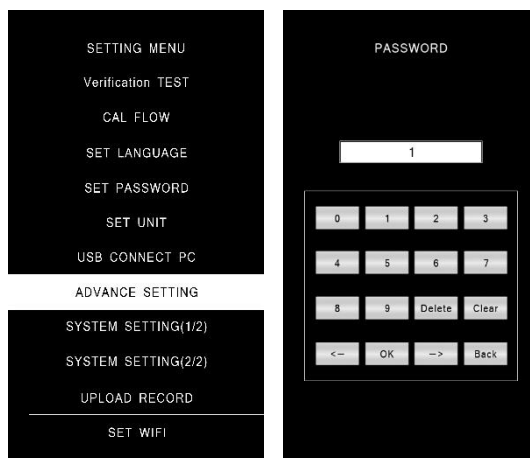 SETTING MENU
Verification TEST
CAL FLOW
SET LANGUAGE
SET PASSWORD
SET UNIT
USB CONNECT PC
ADVANCE SETTING
SYSTEM SETTING(1/2)
SYSTEM SETTING(2/2)
UPLOAD RECORD
SET WIFI
PASSWORD
1
0 1 2 3
4 5 6 7
8 9 Delete Clear
<— OK —> Back